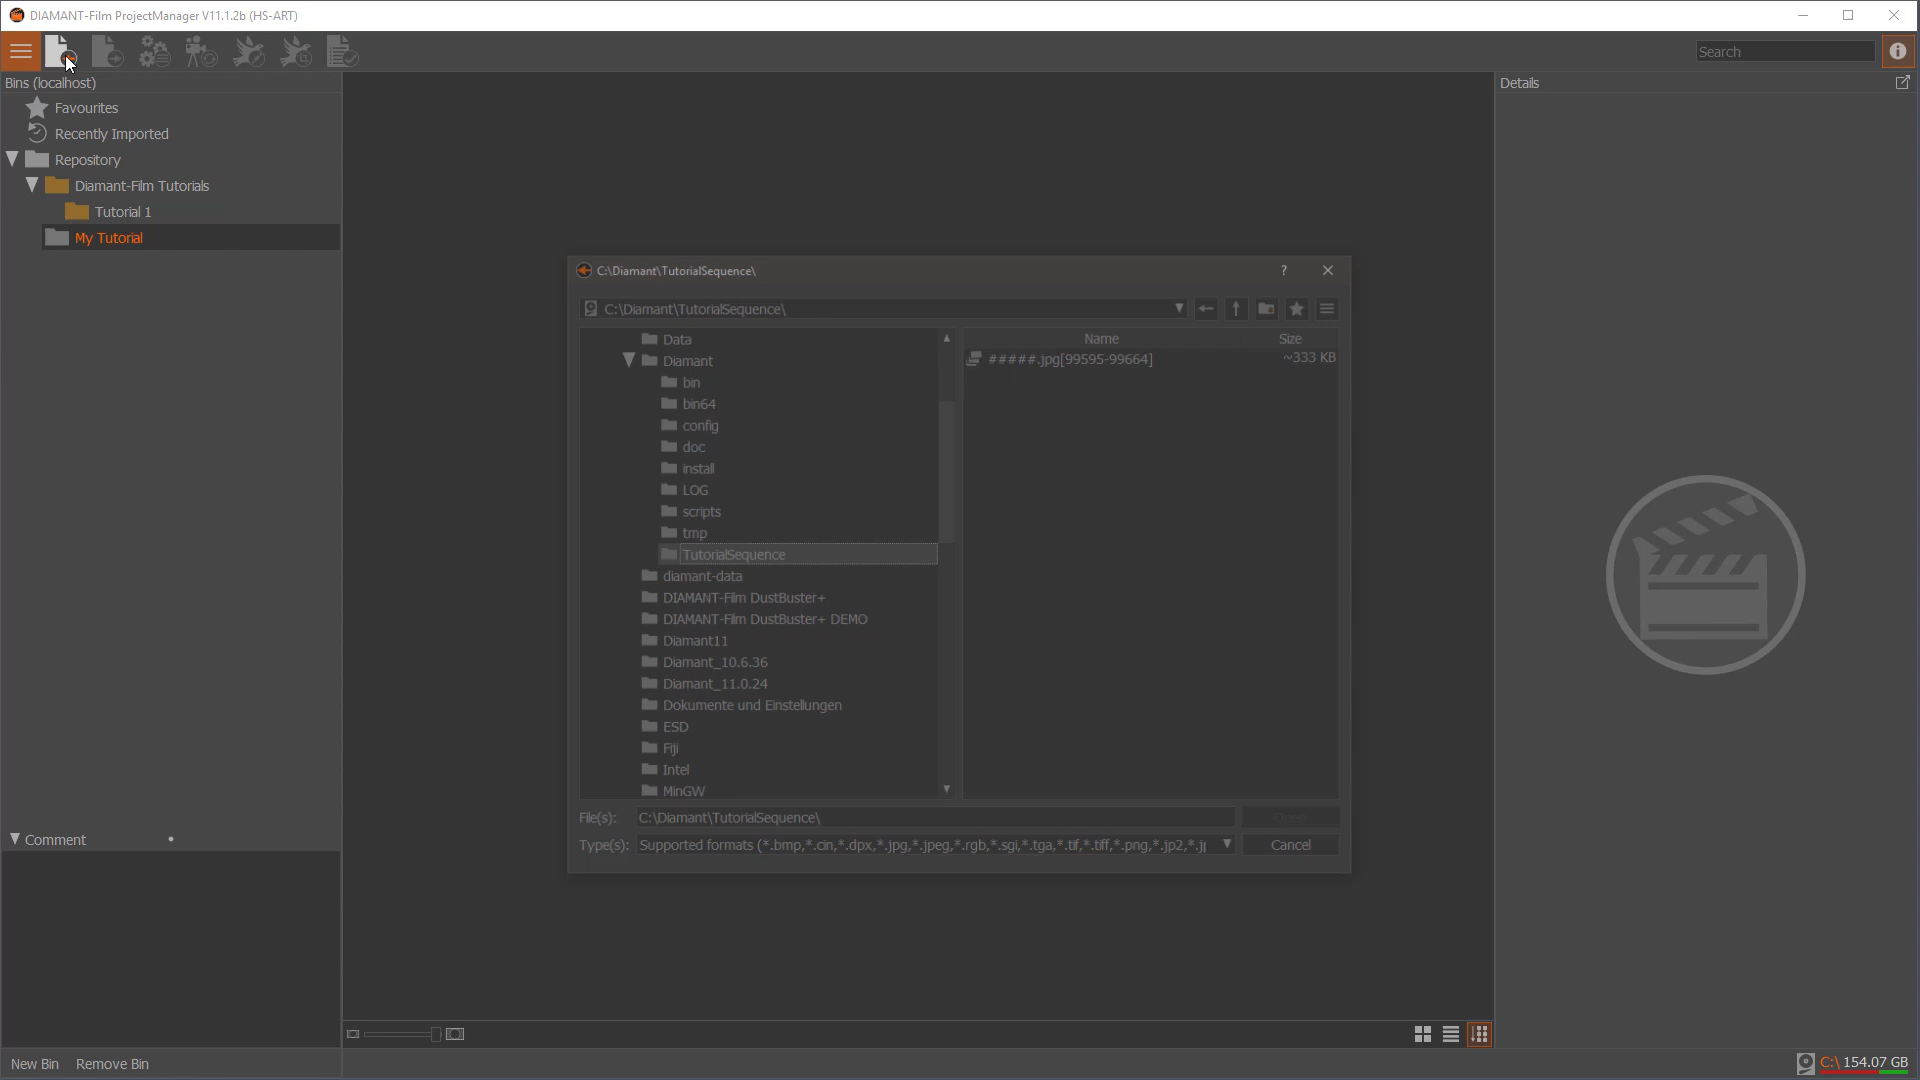 DIAMANT-Film ProjectManager V11.1.2b (HS-ART)
Search
Bins (localhost)
Favourites
Recently Imported
Repository
Diamant-Film Tutorials
Tutorial 1
My Tutorial
Comment
New Bin
Remove Bin
C:\Diamant\TutorialSequence\
?
C:\Diamant\TutorialSequence\
Data
Diamant
bin
bin64
config
doc
install
LOG
scripts
tmp
TutorialSequence
diamant-data
DIAMANT-Film DustBuster+
DIAMANT-Film DustBuster+ DEMO
Diamant11
Diamant_10.6.36
Diamant_11.0.24
Dokumente und Einstellungen
ESD
Fiji
Intel
MinGW
Name
Size
#####.jpg[99595-99664]
~333 KB
File(s):
C:\Diamant\TutorialSequence\
Open
Type(s):
Supported formats (*.bmp,*.cin,*.dpx,*.jpg,*.jpeg,*.rgb,*.sgi,*.tga,*.tif,*.tiff,*.png,*.jp2,*.j
Cancel
Details
C:\ 154.07 GB